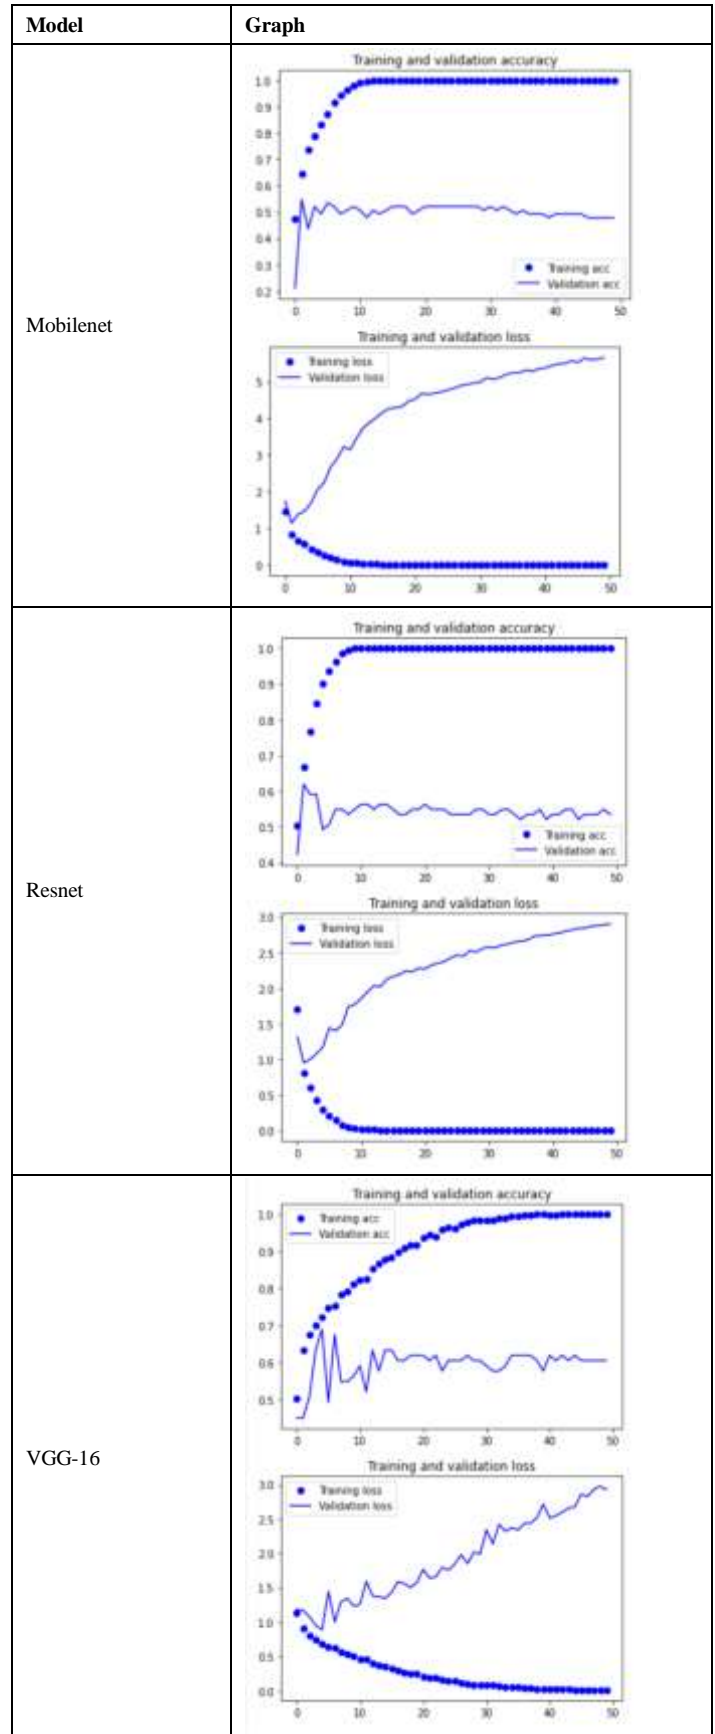 Model
Graph
Mobilenet
Training and validation accuracy
1.0
0.9
0.8
0.7
0.6
0.5
0.4
0.3
0.2
Training acc
Validation acc
0 10 20 30 40 50
Training and validation loss
Training loss
Validation loss
5
4
3
2
1
0
0 10 20 30 40 50
Resnet
Training and validation accuracy
1.0
0.9
0.8
0.7
0.6
0.5
0.4
Training acc
Validation acc
0 10 20 30 40 50
Training and validation loss
3.0
Training loss
Validation loss
2.5
2.0
1.5
1.0
0.5
0.0
0 10 20 30 40 50
VGG-16
Training and validation accuracy
1.0
Training acc
Validation acc
0.9
0.8
0.7
0.6
0.5
0 10 20 30 40 50
Training and validation loss
3.0
Training loss
Validation loss
2.5
2.0
1.5
1.0
0.5
0.0
0 10 20 30 40 50